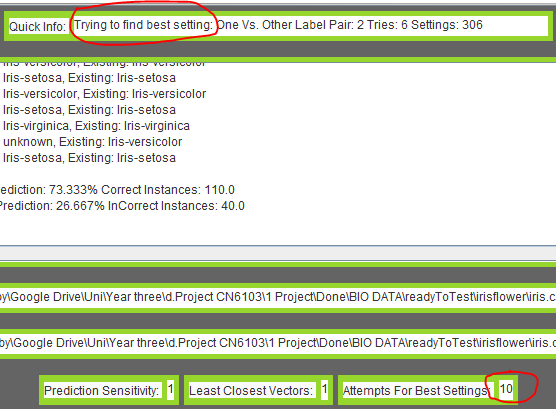 Quick Info: Trying to find best setting: One Vs. Other Label Pair: 2 Tries: 6 Settings: 306
Iris-versicolor, Existing: Iris-setosa
Iris-setosa, Existing: Iris-setosa
Iris-versicolor, Existing: Iris-versicolor
Iris-setosa, Existing: Iris-setosa
Iris-virginica, Existing: Iris-virginica
unknown, Existing: Iris-versicolor
Iris-setosa, Existing: Iris-setosa
ediction: 73.333% Correct Instances: 110.0
Prediction: 26.667% InCorrect Instances: 40.0
by\Google Drive\Uni\Year three\d.Project CN6103\1 Project\Done\BIO DATA\readyToTest\irisflower\iris.c
by\Google Drive\Uni\Year three\d.Project CN6103\1 Project\Done\BIO DATA\readyToTest\irisflower\iris.c
Prediction Sensitivity: 1 Least Closest Vectors: 1 Attempts For Best Settings: 10